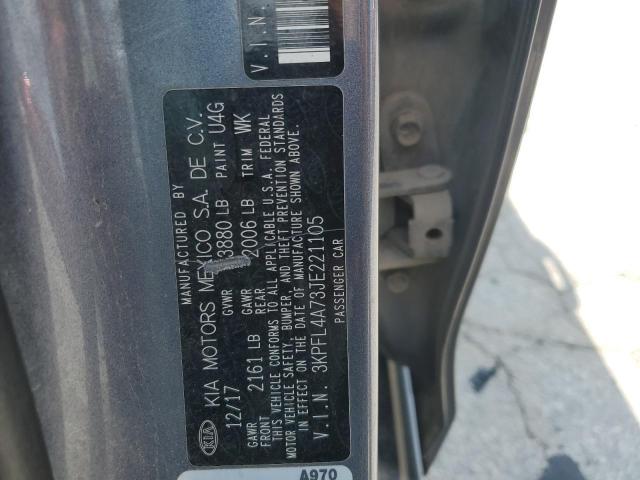 KIA
MANUFACTURED BY
KIA MOTORS MEXICO S.A. DE C.V.
12/17 GVWR 3880 LB PAINT U4G
GAWR FRONT 2161 LB GAWR REAR 2006 LB TRIM WK
THIS VEHICLE CONFORMS TO ALL APPLICABLE U.S.A. FEDERAL
MOTOR VEHICLE SAFETY, BUMPER, AND THEFT PREVENTION STANDARDS
IN EFFECT ON THE DATE OF MANUFACTURE SHOWN ABOVE.
V.I.N. 3KPFL4A73JE221105
PASSENGER CAR
V.I.N.
A970